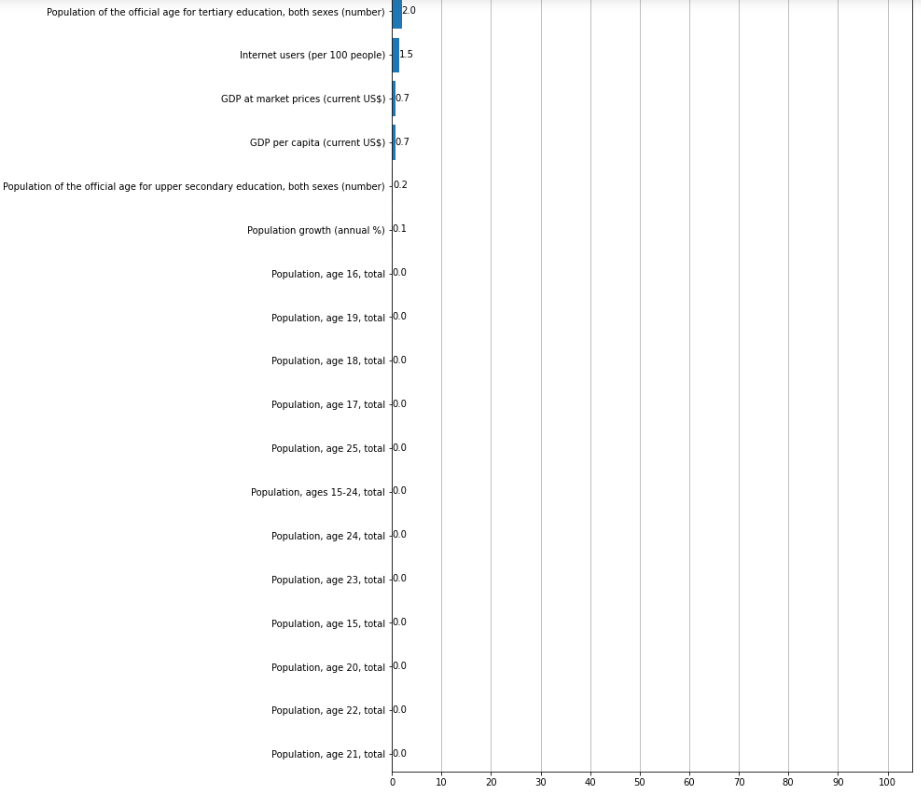 Population of the official age for tertiary education, both sexes (number) 2.0
Internet users (per 100 people) 1.5
GDP at market prices (current US$) 0.7
GDP per capita (current US$) 0.7
Population of the official age for upper secondary education, both sexes (number) 0.2
Population growth (annual %) 0.1
Population, age 16, total 0.0
Population, age 19, total 0.0
Population, age 18, total 0.0
Population, age 17, total 0.0
Population, age 25, total 0.0
Population, ages 15-24, total 0.0
Population, age 24, total 0.0
Population, age 23, total 0.0
Population, age 15, total 0.0
Population, age 20, total 0.0
Population, age 22, total 0.0
Population, age 21, total 0.0
0 10 20 30 40 50 60 70 80 90 100